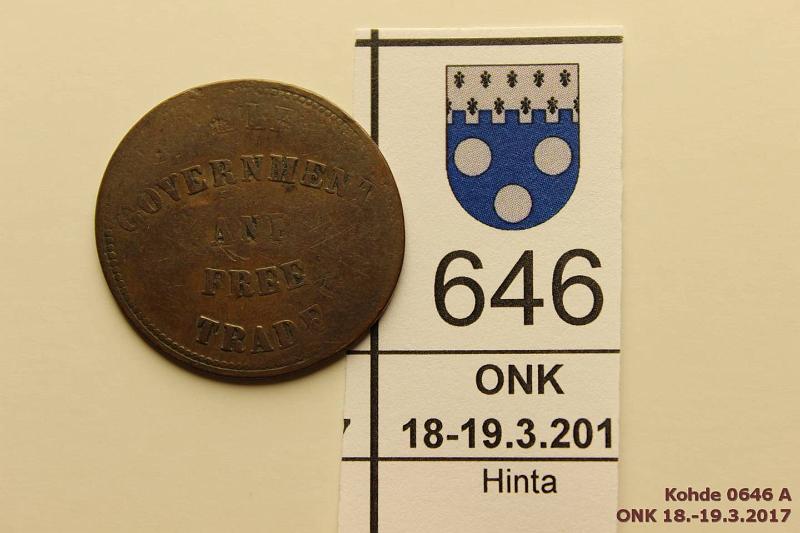 GOVERNMENT
AND
FREE
TRADE
646
ONK
18-19.3.201
Hinta
Kohde 0646 A
ONK 18.-19.3.2017